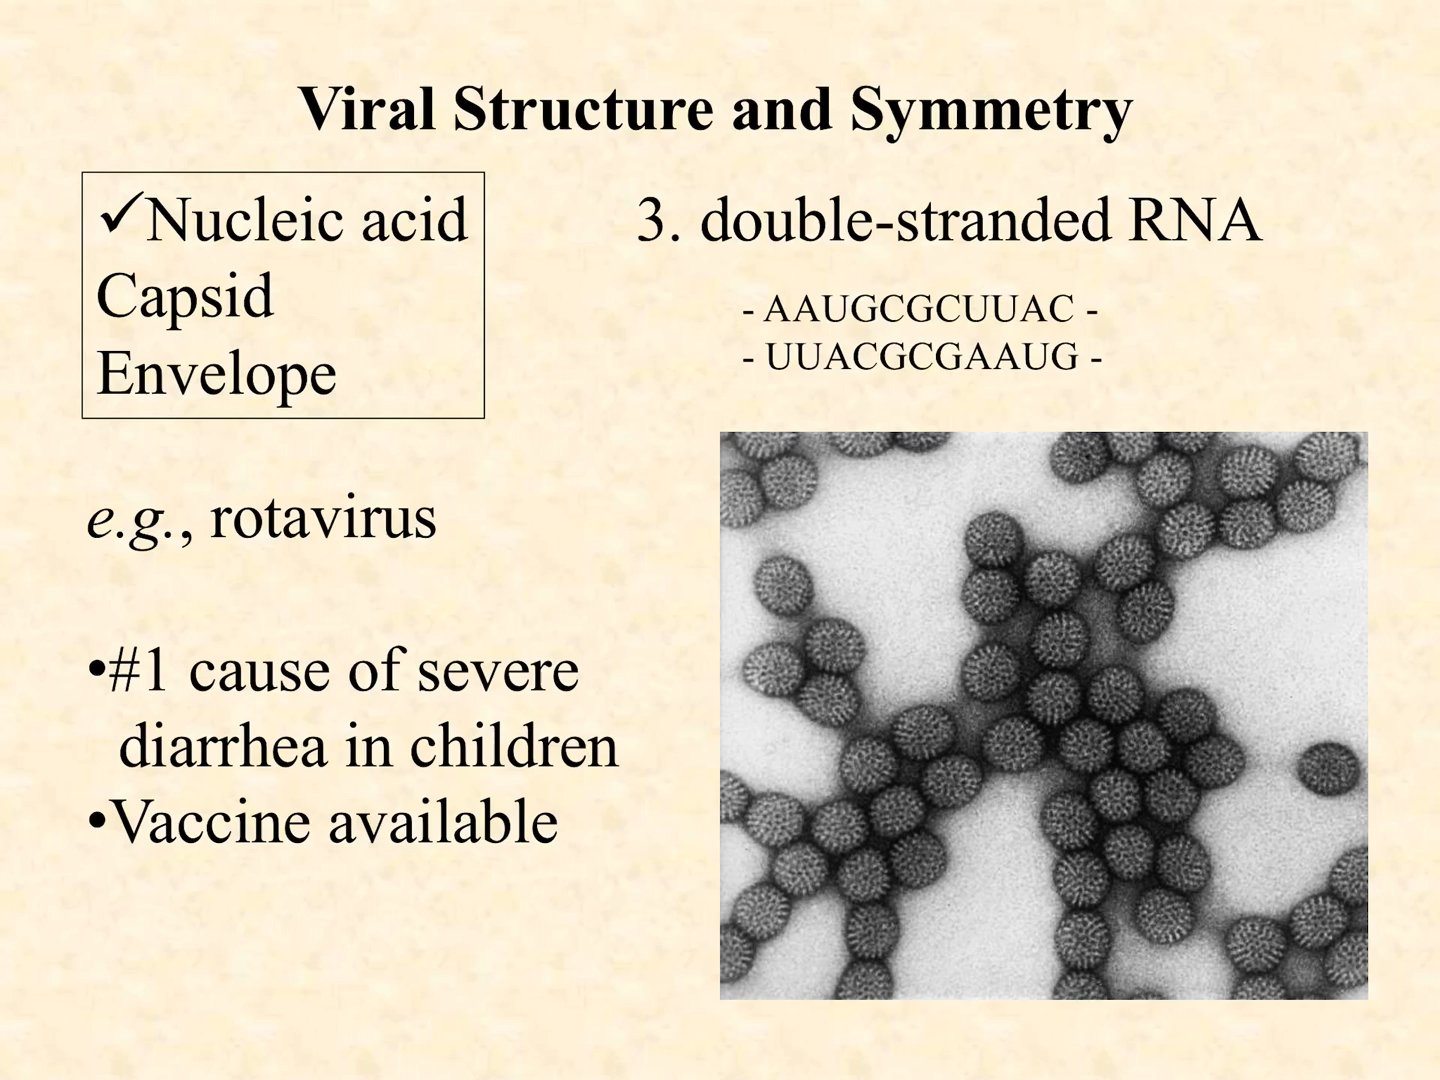 Viral Structure and Symmetry
✓Nucleic acid
Capsid
Envelope
3. double-stranded RNA
- AAUGCGCUUAC -
- UUACGCGAAUG -
e.g., rotavirus
•#1 cause of severe
diarrhea in children
•Vaccine available